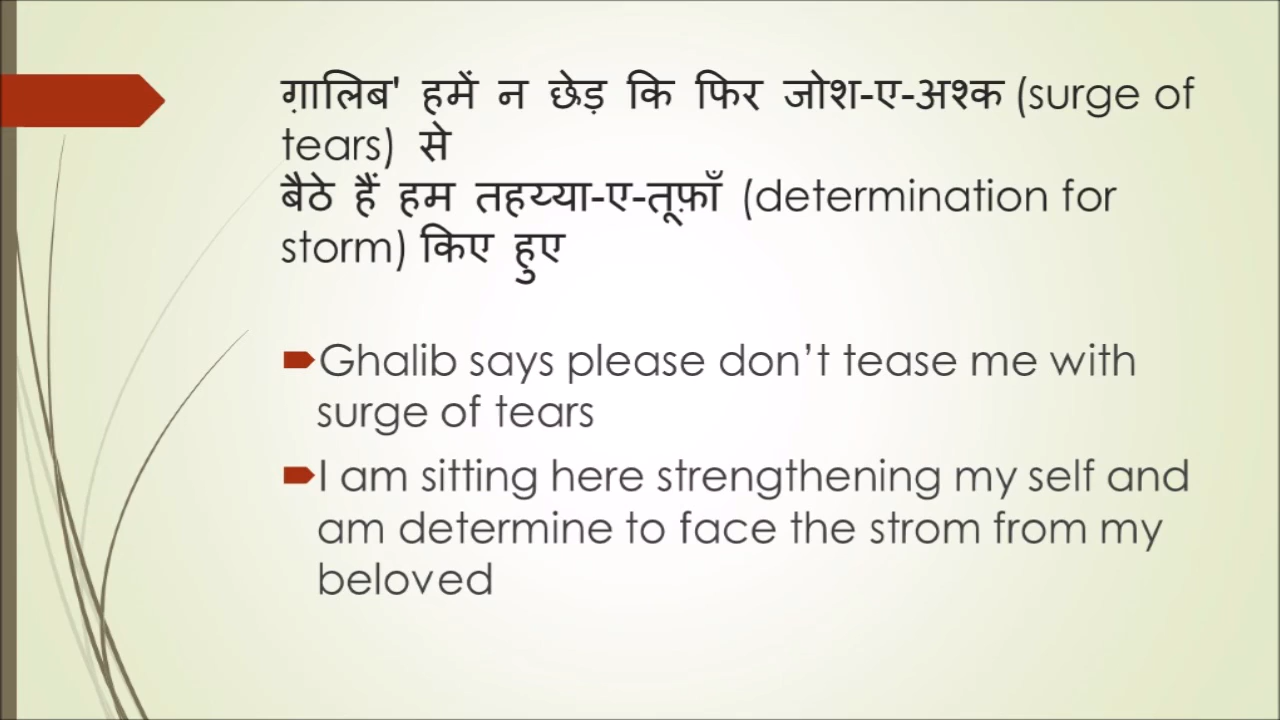 ग़ालिब' हमें न छेड़ कि फिर जोश-ए-अश्क (surge of
tears) से
बैठे हैं हम तहय्या-ए-तूफ़ाँ (determination for
storm) किए हुए
Ghalib says please don’t tease me with
surge of tears
I am sitting here strengthening my self and
am determine to face the strom from my
beloved